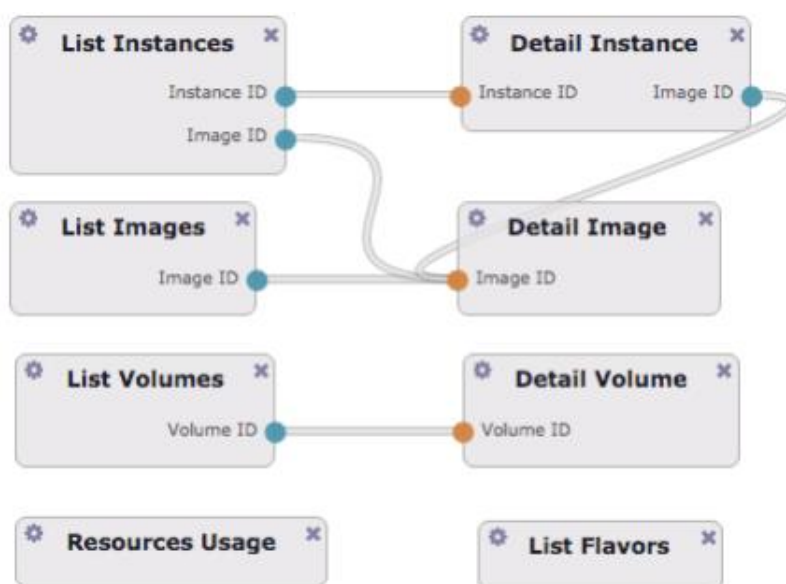 List Instances
Instance ID
Image ID
Detail Instance
Instance ID Image ID
List Images
Image ID
Detail Image
Image ID
List Volumes
Volume ID
Detail Volume
Volume ID
Resources Usage
List Flavors